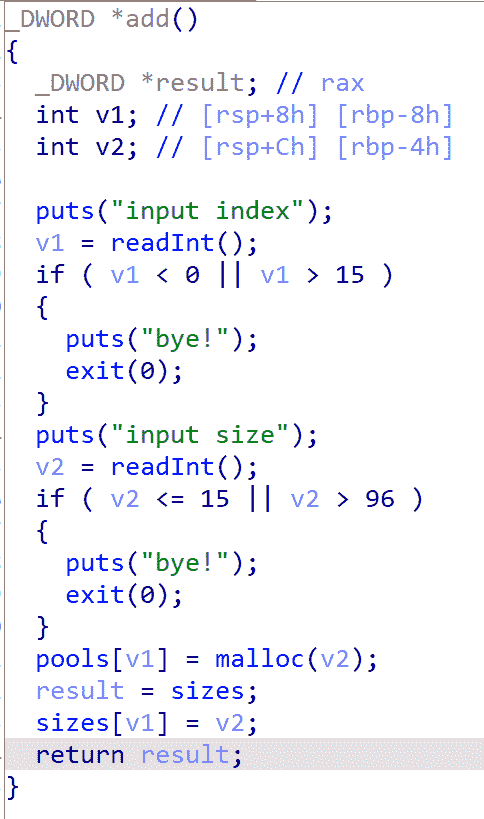 _DWORD *add()
{
  _DWORD *result; // rax
  int v1; // [rsp+8h] [rbp-8h]
  int v2; // [rsp+Ch] [rbp-4h]

  puts("input index");
  v1 = readInt();
  if ( v1 < 0 || v1 > 15 )
  {
    puts("bye!");
    exit(0);
  }
  puts("input size");
  v2 = readInt();
  if ( v2 <= 15 || v2 > 96 )
  {
    puts("bye!");
    exit(0);
  }
  pools[v1] = malloc(v2);
  result = sizes;
  sizes[v1] = v2;
  return result;
}